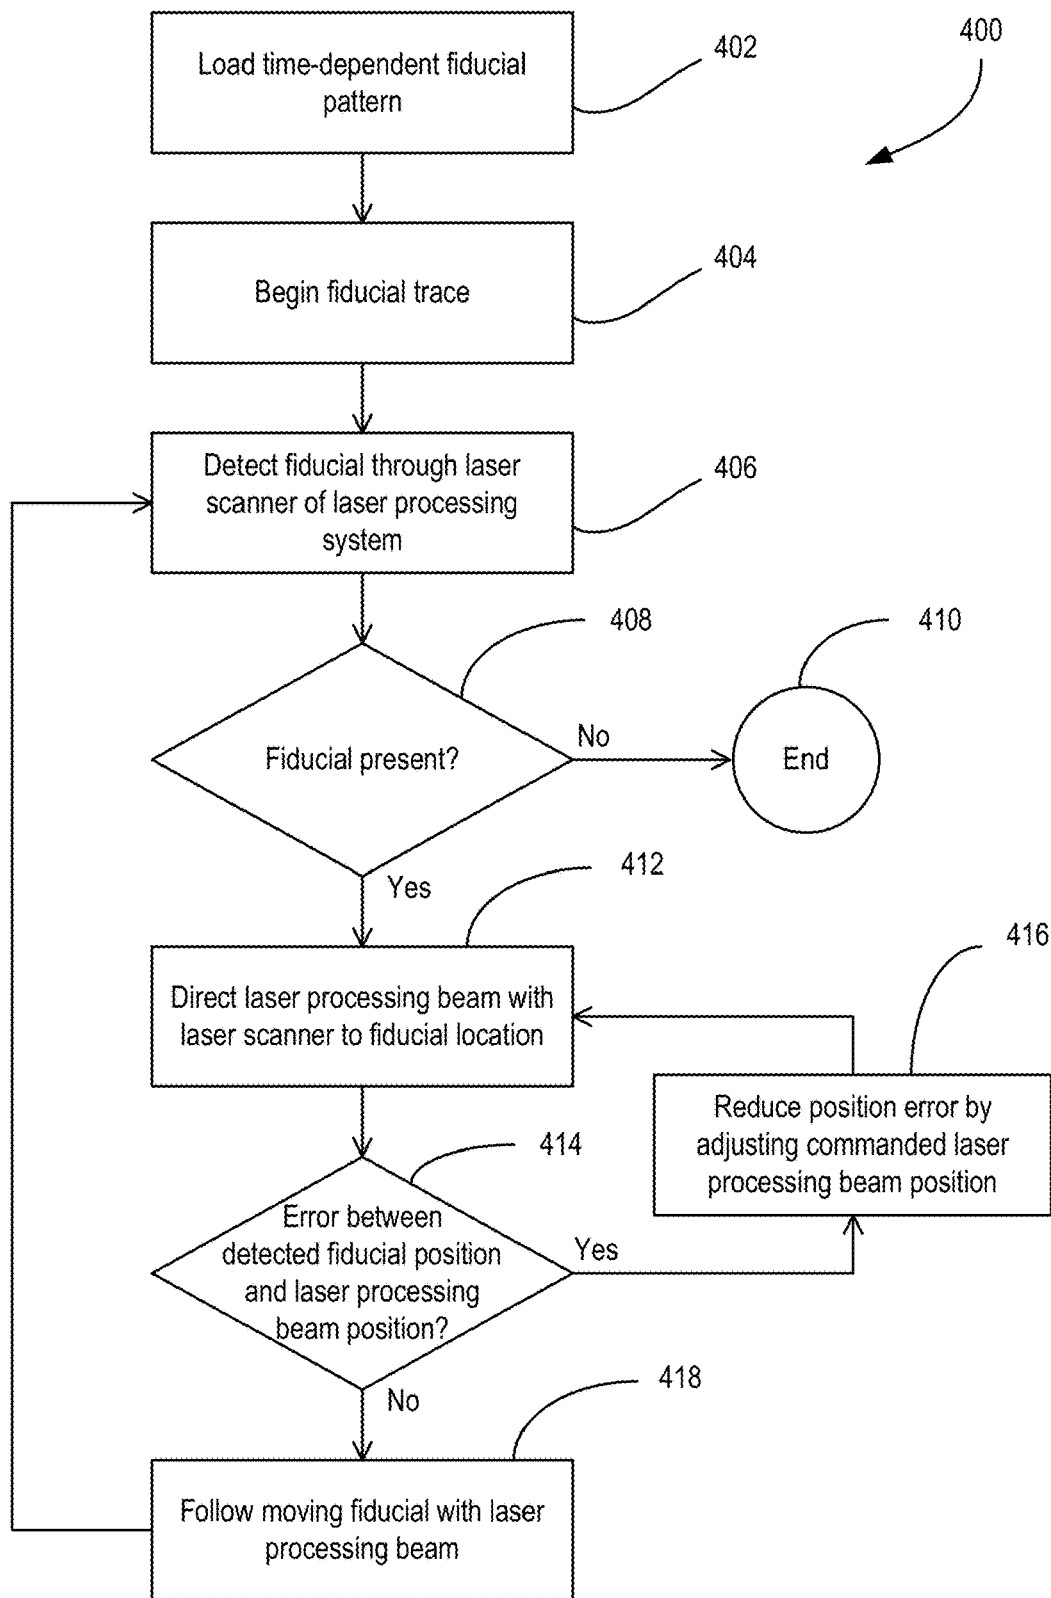 400
Load time-dependent fiducial
pattern
402
Begin fiducial trace
404
Detect fiducial through laser
scanner of laser processing
system
406
Fiducial present?
408
No
End
410
Yes
Direct laser processing beam with
laser scanner to fiducial location
412
Error between
detected fiducial position
and laser processing
beam position?
414
Yes
Reduce position error by
adjusting commanded laser
processing beam position
416
No
Follow moving fiducial with laser
processing beam
418